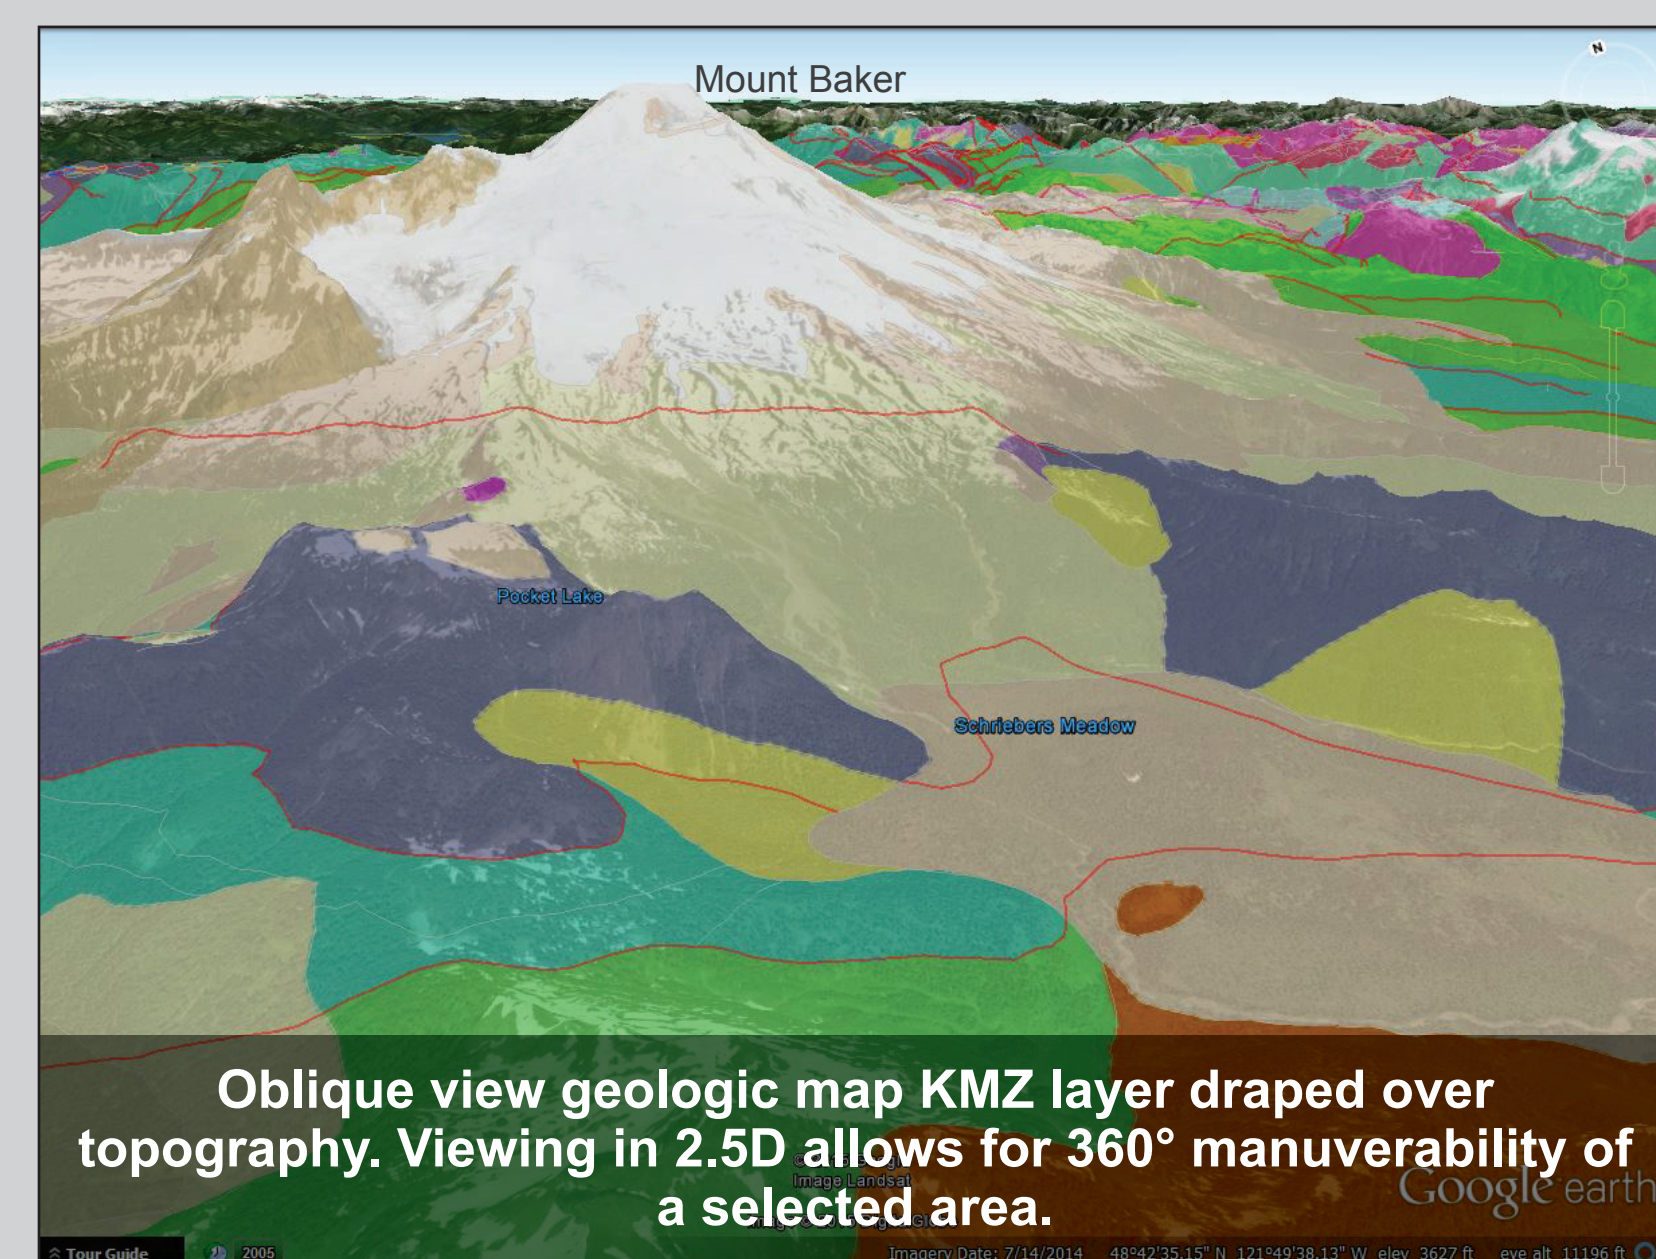 N
Mount Baker
Pocket Lake
Schriebers Meadow
Oblique view geologic map KMZ layer draped over
topography. Viewing in 2.5D allows for 360° manuverability of
a selected area.
Image Landsat
Google earth
Tour Guide
2005
Imagery Date: 7/14/2014 48°42'35.15" N 121°49'38.13" W elev 3627 ft eye alt 11196 ft